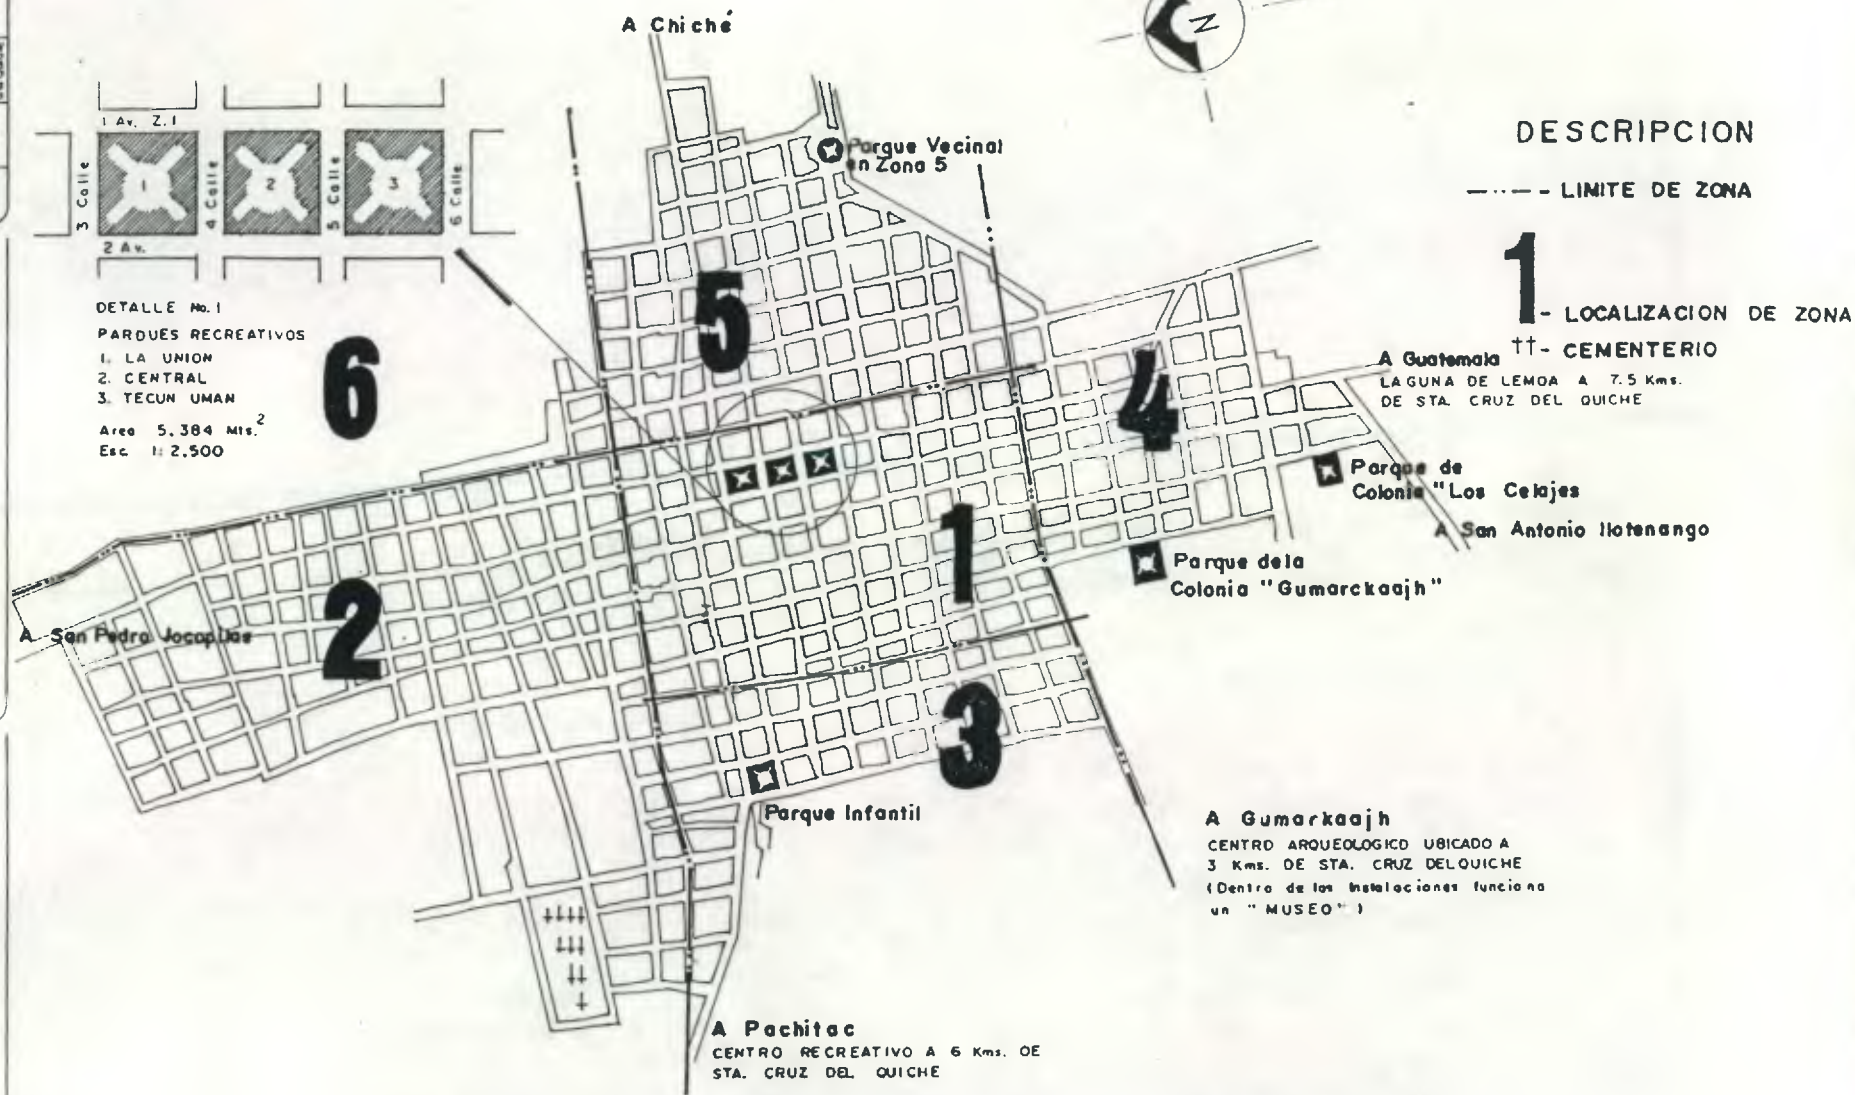 A Chiché
N
1 Av. Z.1
3 Calle
1
4 Calle
2
5 Calle
3
6 Calle
2 Av.
DETALLE No. 1
PARQUES RECREATIVOS
1. LA UNION
2. CENTRAL
3. TECUN UMAN
Area 5,384 Mts.2
Esc. 1:2,500
6
5
Parque Vecinal
en Zona 5
DESCRIPCION
- LIMITE DE ZONA
1
- LOCALIZACION DE ZONA
††- CEMENTERIO
A Guatemala
LAGUNA DE LEMOA A 7.5 Kms.
DE STA. CRUZ DEL QUICHE
4
Parque de
Colonia "Los Celajes
A San Antonio Ilotenango
1
Parque dela
Colonia "Gumarckaajh"
2
A San Pedro Jocopilas
3
Parque Infantil
A Gumarkaajh
CENTRO ARQUEOLOGICO UBICADO A
3 Kms. DE STA. CRUZ DEL QUICHE
(Dentro de las Instalaciones funciona
un "MUSEO")
A Pachitac
CENTRO RECREATIVO A 6 Kms. DE
STA. CRUZ DEL QUICHE